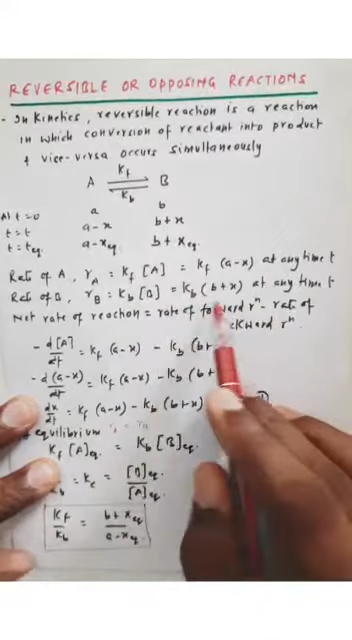 REVERSIBLE OR OPPOSING REACTIONS
- In Kinetics, reversible reaction is a reaction
in which conversion of reactant into product
& vice-versa occurs simultaneously
A ⇌ B
Kf
Kb
At t=0 a b
t=t a-x b+x
t=teq a-xeq b+xeq
Rate of A, rA = Kf [A] = Kf (a-x) at any time t
Rate of B, rB = Kb [B] = Kb (b+x) at any time t
Net rate of reaction = rate of forward rⁿ - rate of
ckward rⁿ.
-d[A]/dt = Kf (a-x) - Kb (b+
-d(a-x)/dt = Kf (a-x) - Kb (b+
dx/dt = Kf (a-x) - Kb (b+x)
equilibrium
Kf [A]eq = Kb [B]eq.
= Kc = [B]eq/[A]eq
Kf/Kb = b+xeq/a-xeq